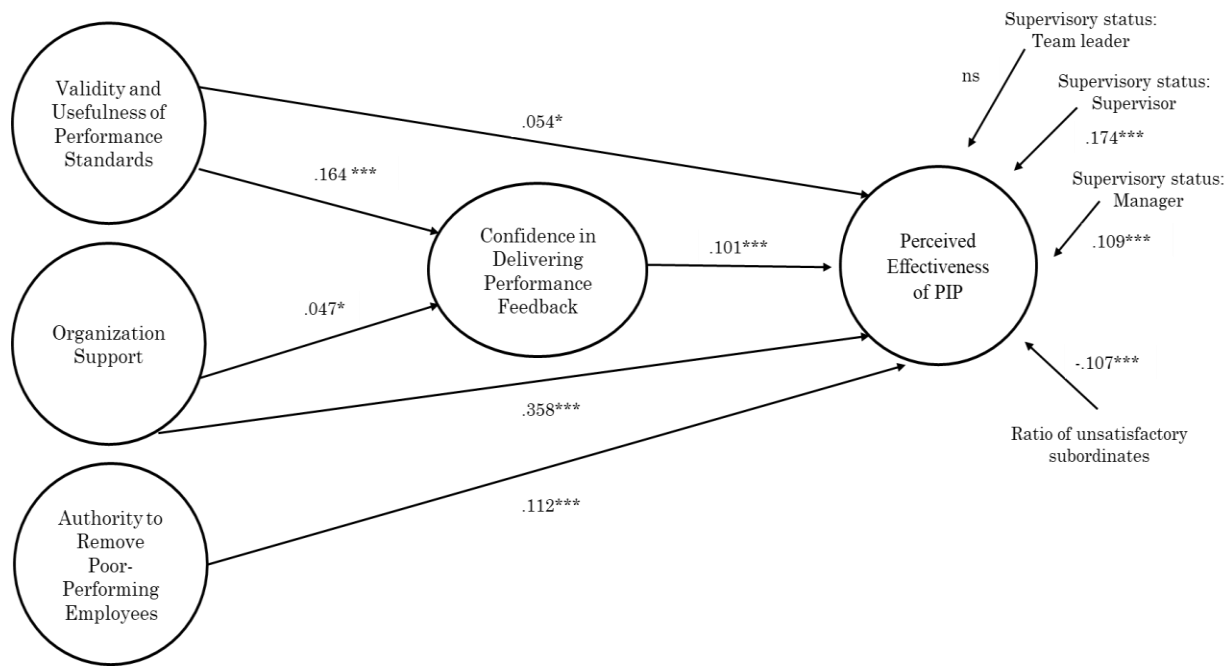 Validity and
Usefulness of
Performance
Standards
Organization
Support
Authority to
Remove
Poor-
Performing
Employees
.054*
.164 ***
.047*
.358***
.112***
Confidence in
Delivering
Performance
Feedback
.101***
Perceived
Effectiveness
of PIP
Supervisory status:
Team leader
ns
Supervisory status:
Supervisor
.174***
Supervisory status:
Manager
.109***
-.107***
Ratio of unsatisfactory
subordinates